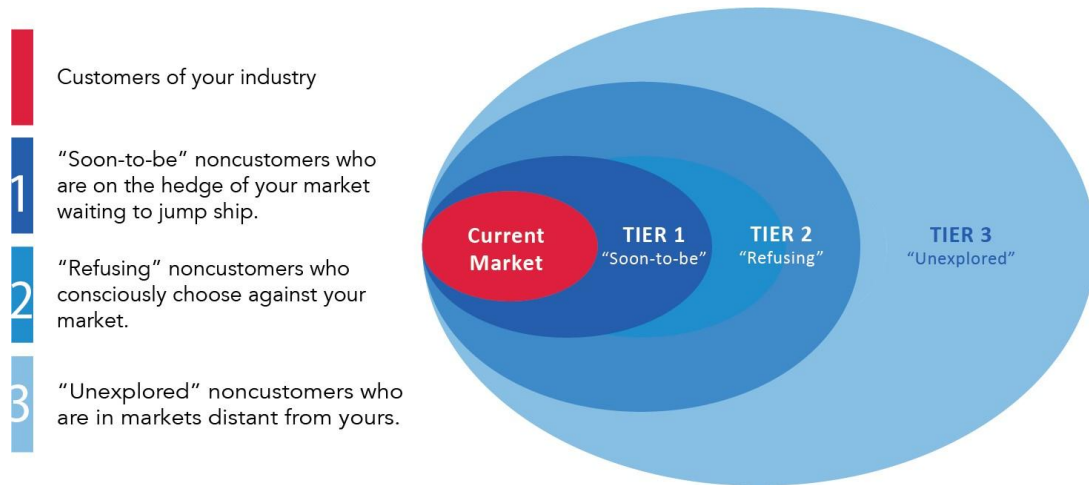 Customers of your industry
1
“Soon-to-be” noncustomers who
are on the hedge of your market
waiting to jump ship.
2
“Refusing” noncustomers who
consciously choose against your
market.
3
“Unexplored” noncustomers who
are in markets distant from yours.
Current
Market
TIER 1
“Soon-to-be”
TIER 2
“Refusing”
TIER 3
“Unexplored”